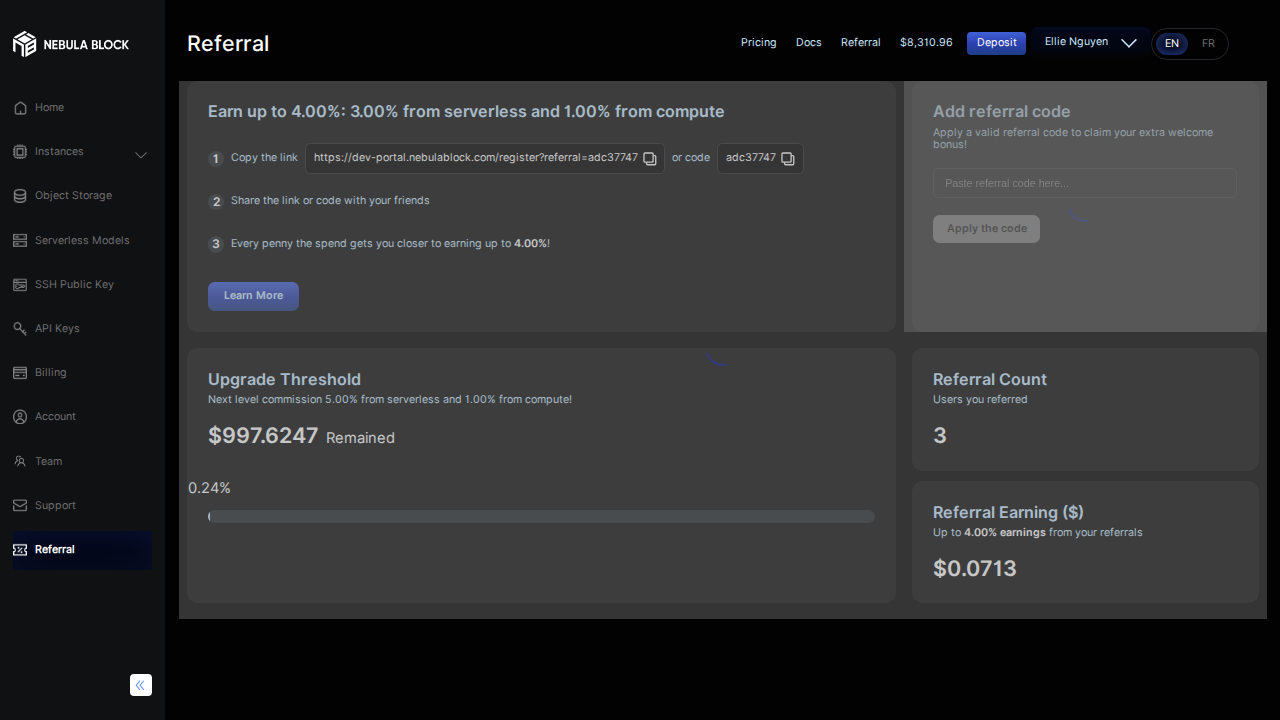 NEBULA BLOCK
Referral
Pricing
Docs
Referral
$8,310.96
Deposit
Ellie Nguyen
EN
FR
Home
Instances
Object Storage
Serverless Models
SSH Public Key
API Keys
Billing
Account
Team
Support
Referral
Earn up to 4.00%: 3.00% from serverless and 1.00% from compute
1 Copy the link https://dev-portal.nebulablock.com/register?referral=adc37747 or code adc37747
2 Share the link or code with your friends
3 Every penny the spend gets you closer to earning up to 4.00%!
Learn More
Add referral code
Apply a valid referral code to claim your extra welcome
bonus!
Paste referral code here...
Apply the code
Upgrade Threshold
Next level commission 5.00% from serverless and 1.00% from compute!
$997.6247 Remained
0.24%
Referral Count
Users you referred
3
Referral Earning ($)
Up to 4.00% earnings from your referrals
$0.0713